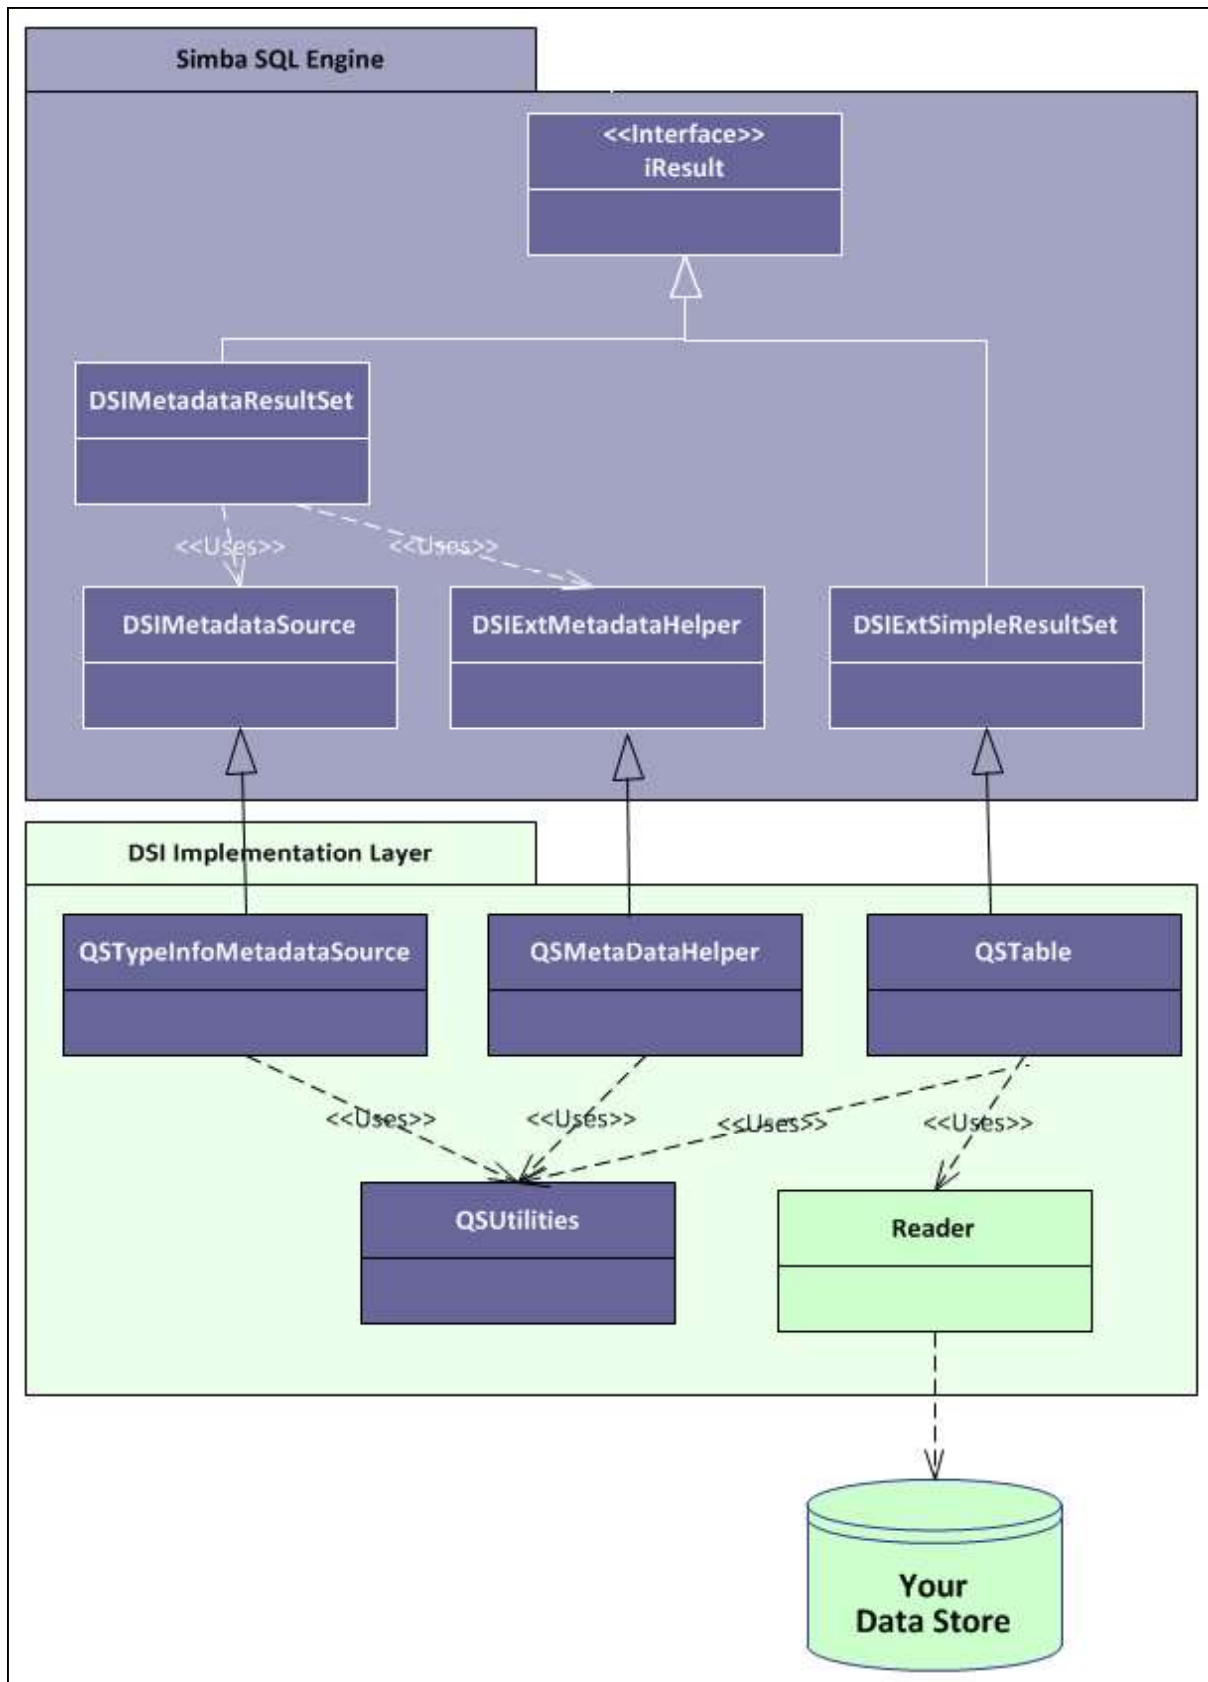 Simba SQL Engine
<<Interface>>
iResult
DSIMetadataResultSet
<<Uses>>
<<Uses>>
DSIMetadataSource
DSIExtMetadataHelper
DSIExtSimpleResultSet
DSI Implementation Layer
QSTypeInfoMetadataSource
QSMetaDataHelper
QSTable
<<Uses>>
<<Uses>>
<<Uses>>
<<Uses>>
QSUtilities
Reader
Your
Data Store